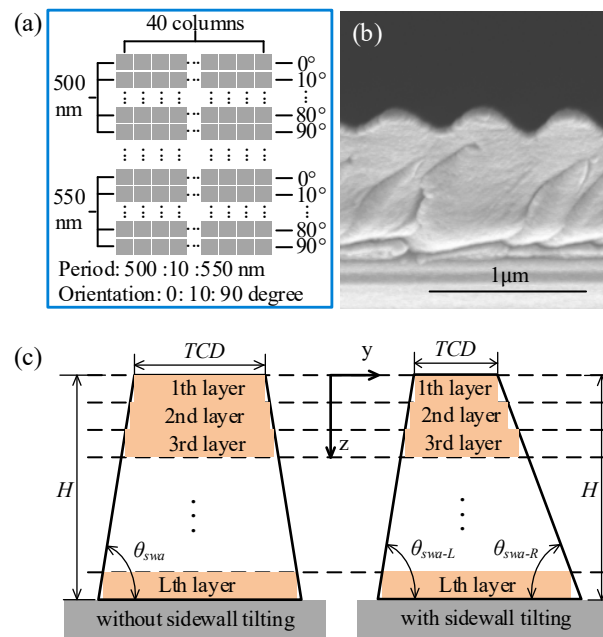 (a)
40 columns
500 nm
0°
10°
80°
90°
550 nm
0°
10°
80°
90°
Period: 500 :10 :550 nm
Orientation: 0: 10: 90 degree
(b)
1μm
(c)
TCD
y
TCD
1th layer
1th layer
2nd layer
2nd layer
3rd layer
z
3rd layer
H
H
θswa
θswa-L
θswa-R
Lth layer
Lth layer
without sidewall tilting
with sidewall tilting